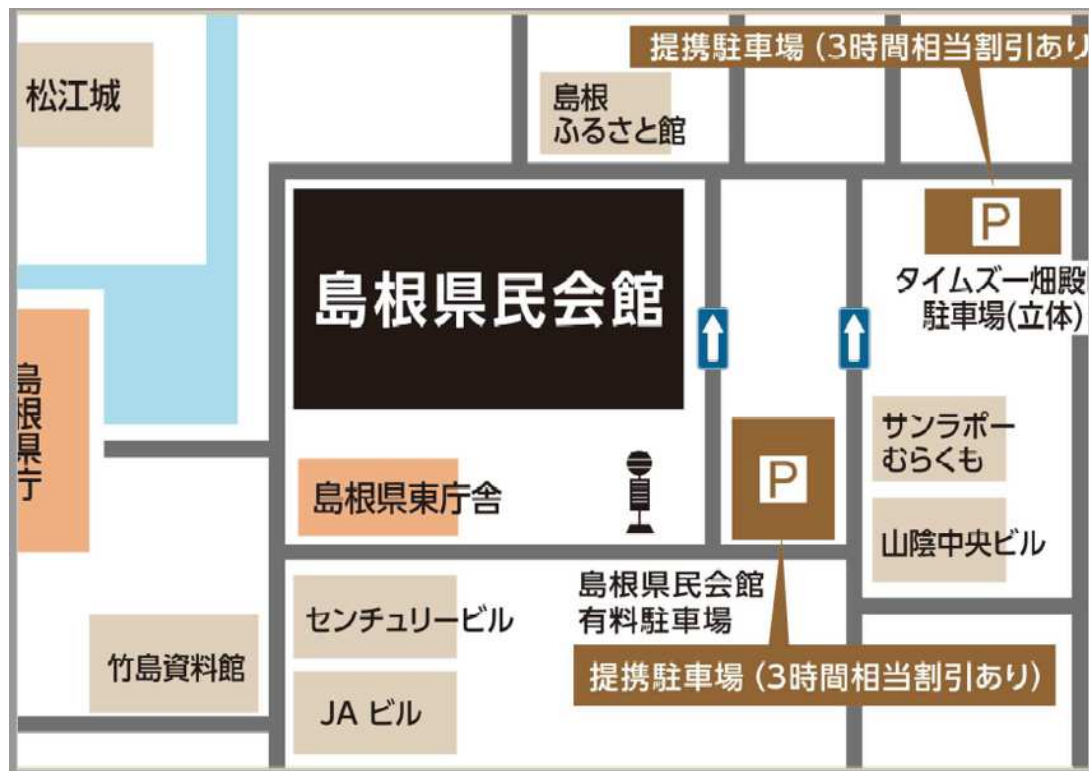 提携駐車場 (3時間相当割引あり
松江城
島根
ふるさと館
P
島根県民会館
タイムズ一畑殿
駐車場(立体)
島根県庁
サンラポー
むらくも
P
島根県東庁舎
山陰中央ビル
島根県民会館
有料駐車場
センチュリービル
竹島資料館
提携駐車場 (3時間相当割引あり)
JA ビル